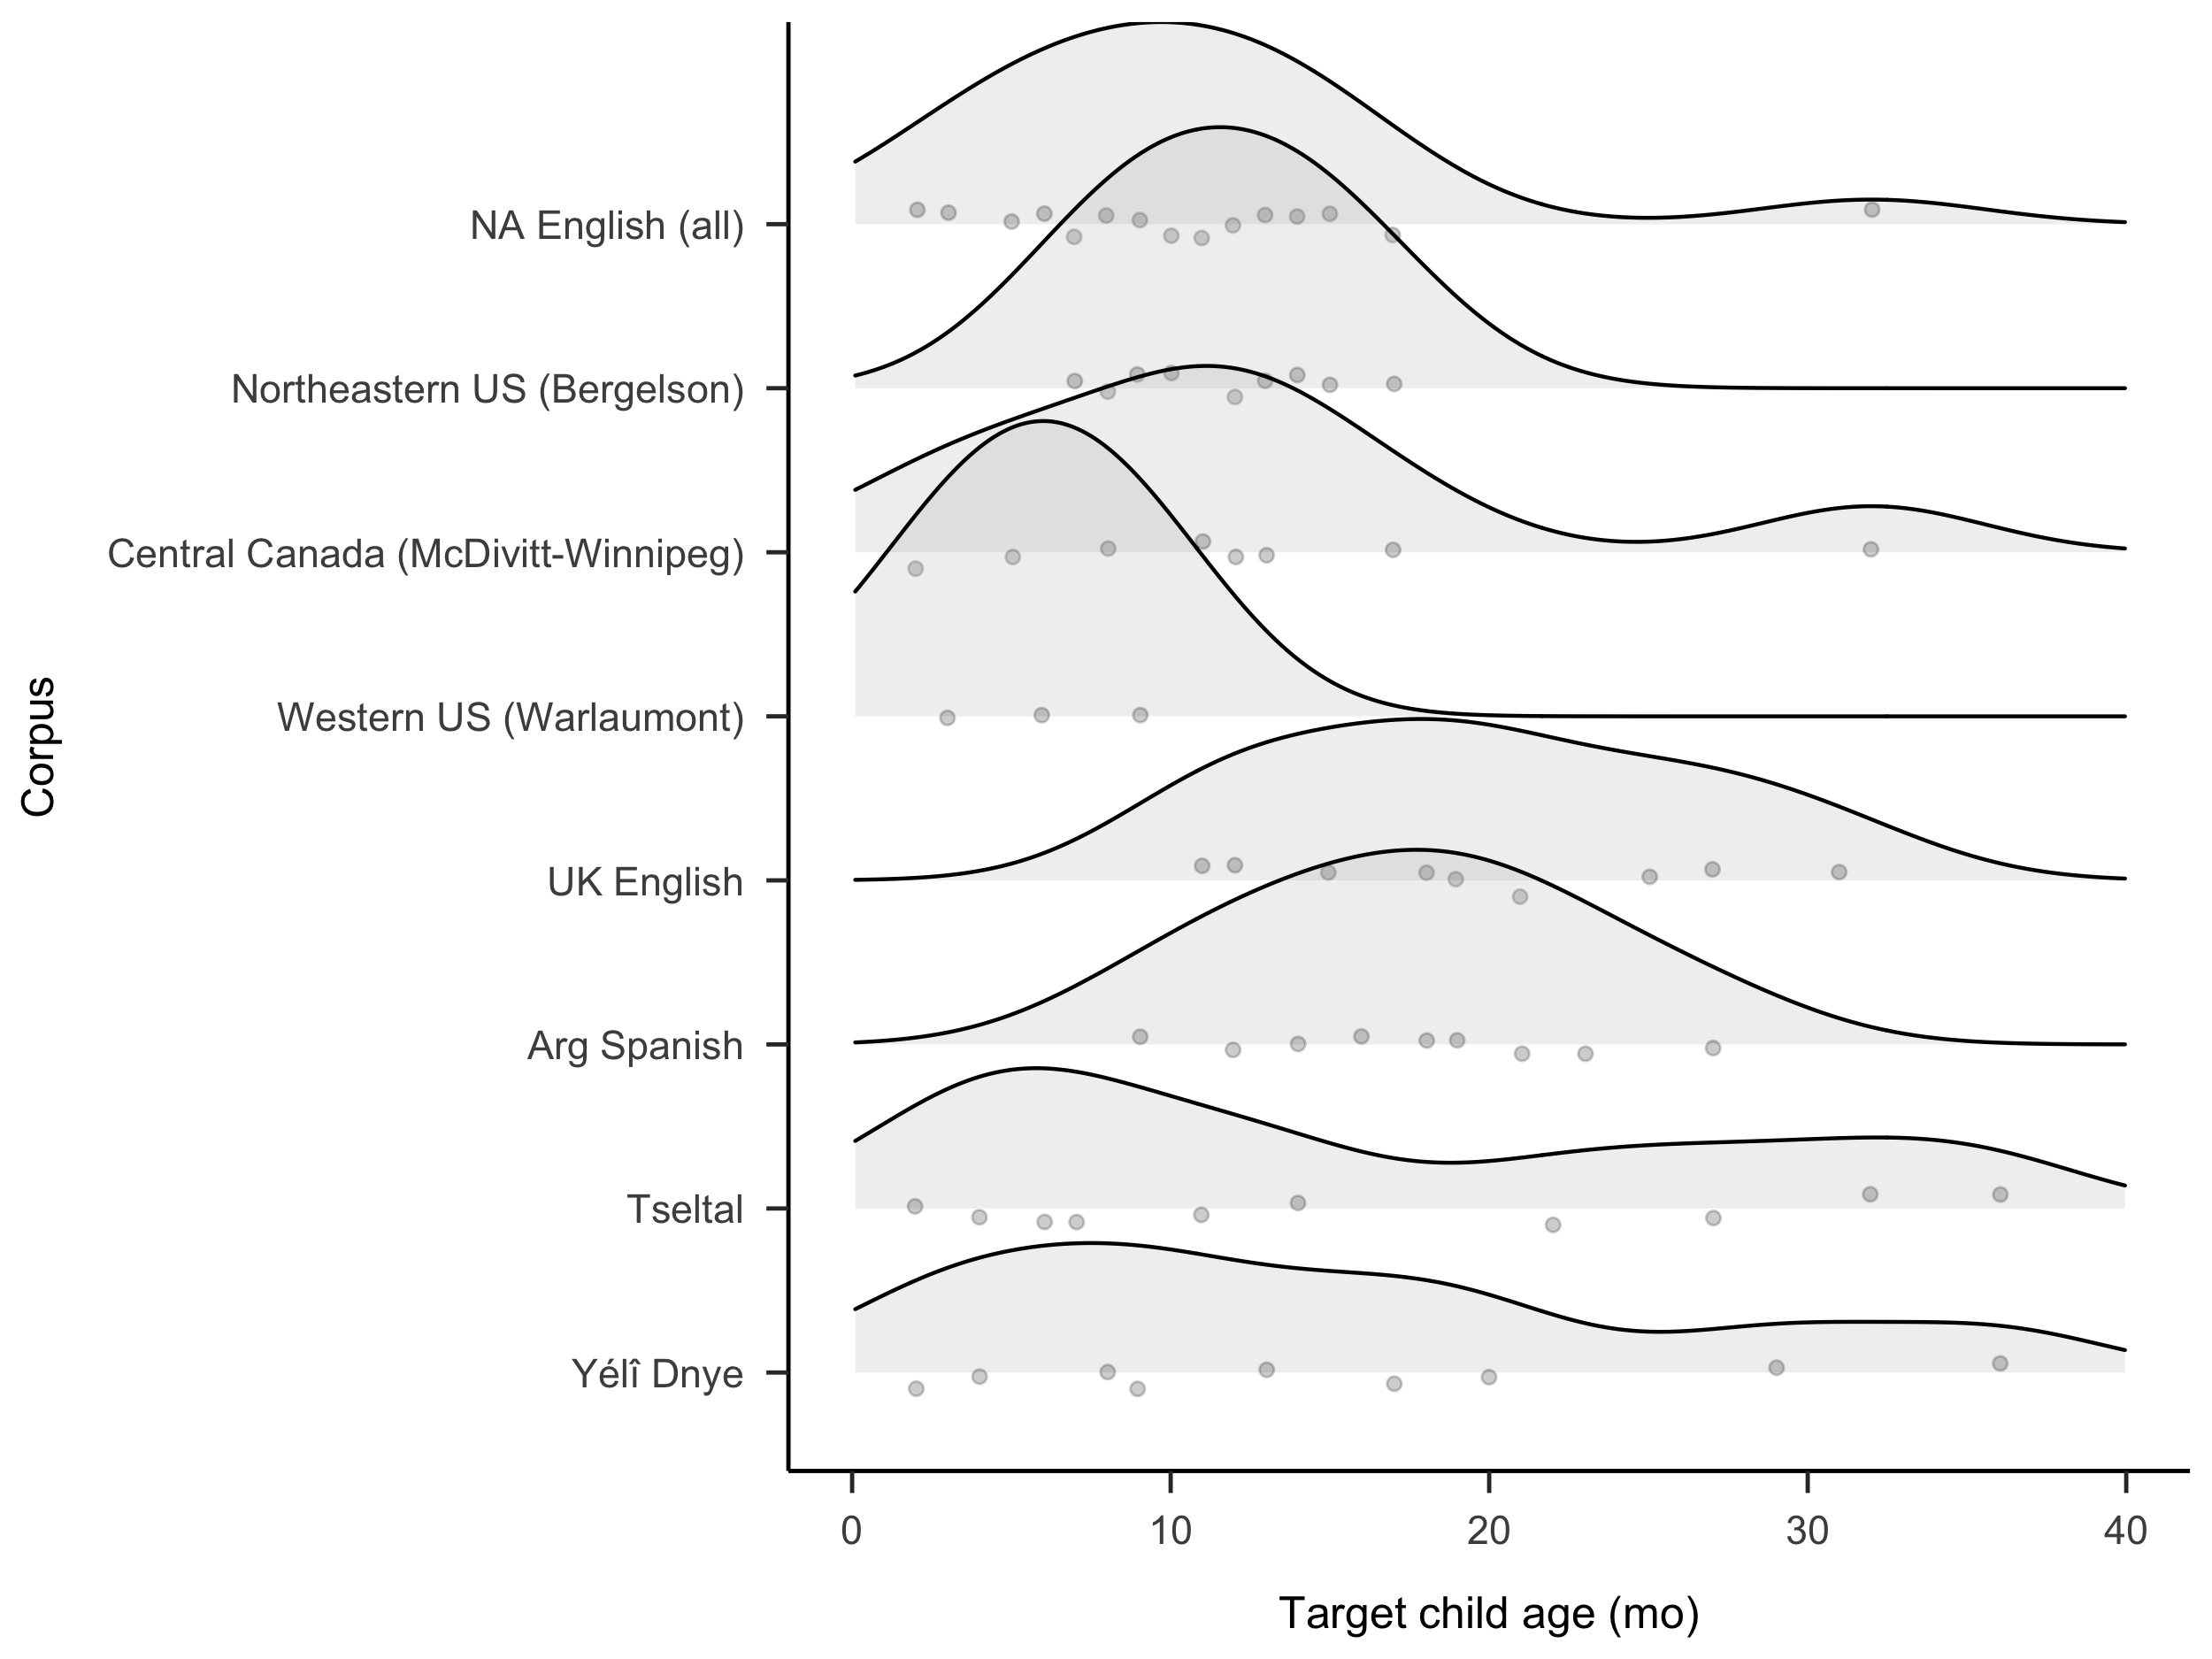 Corpus
NA English (all)
Northeastern US (Bergelson)
Central Canada (McDivitt-Winnipeg)
Western US (Warlaumont)
UK English
Arg Spanish
Tseltal
Yélî Dnye
0 10 20 30 40
Target child age (mo)